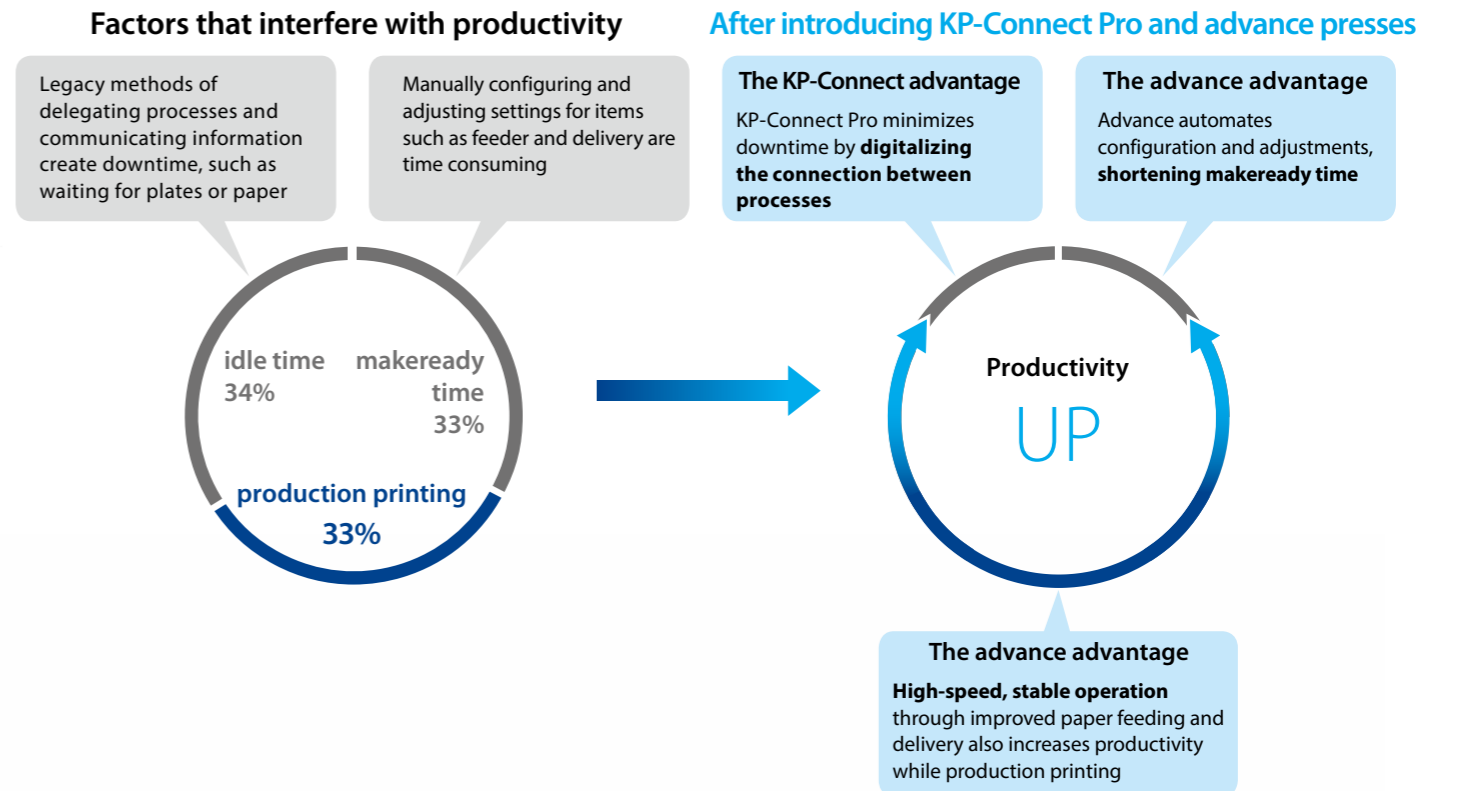 Factors that interfere with productivity
Legacy methods of
delegating processes and
communicating information
create downtime, such as
waiting for plates or paper
Manually configuring and
adjusting settings for items
such as feeder and delivery are
time consuming
idle time
34%
makeready
time
33%
production printing
33%
After introducing KP-Connect Pro and advance presses
The KP-Connect advantage
KP-Connect Pro minimizes
downtime by digitalizing
the connection between
processes
The advance advantage
Advance automates
configuration and adjustments,
shortening makeready time
Productivity
UP
The advance advantage
High-speed, stable operation
through improved paper feeding and
delivery also increases productivity
while production printing